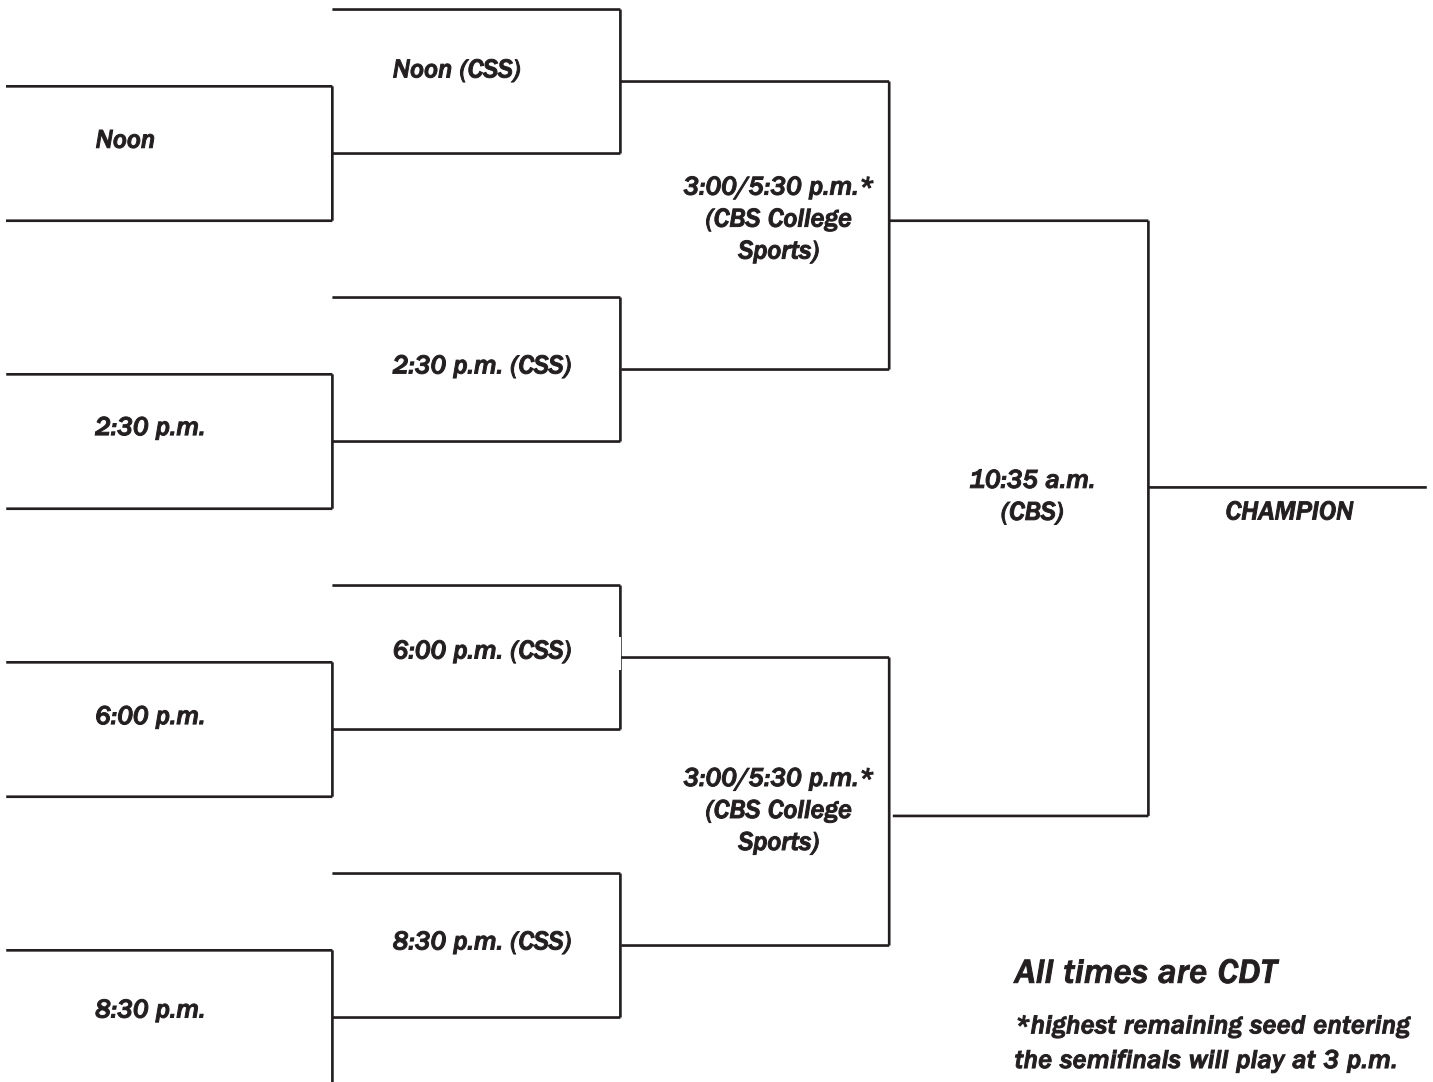 Noon (CSS)
Noon
3:00/5:30 p.m.*
(CBS College
Sports)
2:30 p.m. (CSS)
2:30 p.m.
10:35 a.m.
(CBS)
CHAMPION
6:00 p.m. (CSS)
6:00 p.m.
3:00/5:30 p.m.*
(CBS College
Sports)
8:30 p.m. (CSS)
8:30 p.m.
All times are CDT
*highest remaining seed entering
the semifinals will play at 3 p.m.